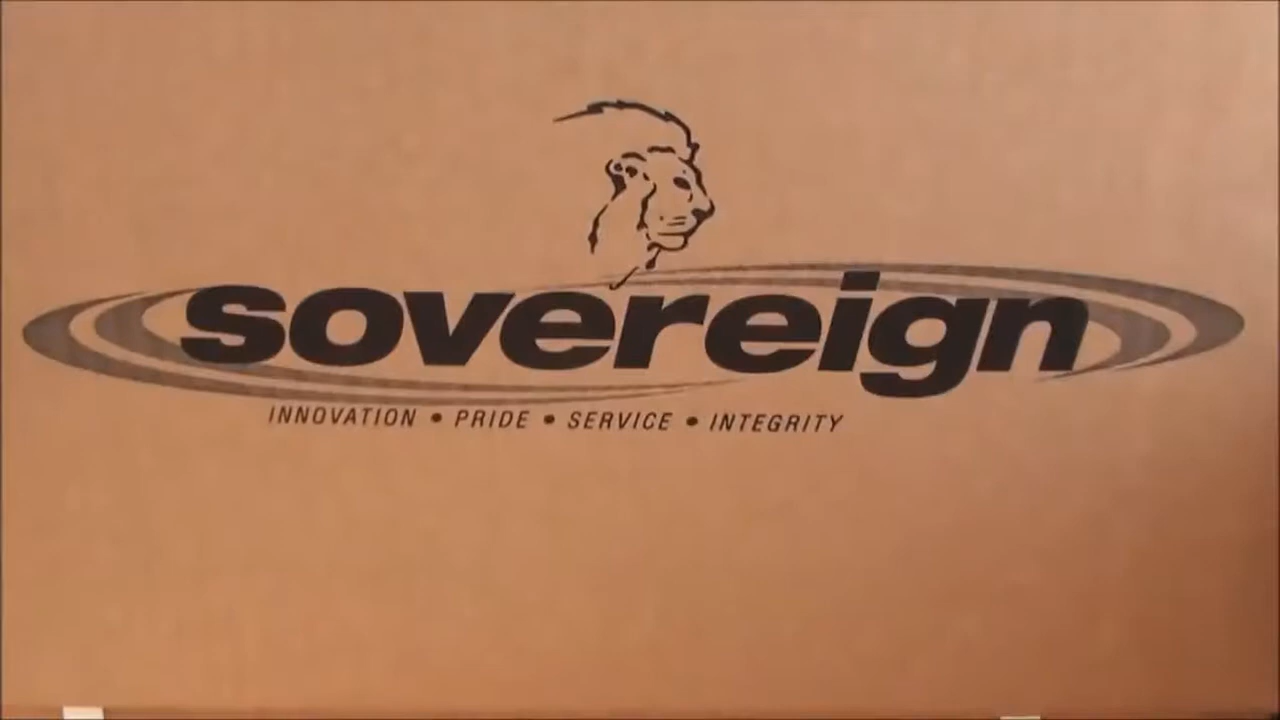 sovereign
INNOVATION • PRIDE • SERVICE • INTEGRITY